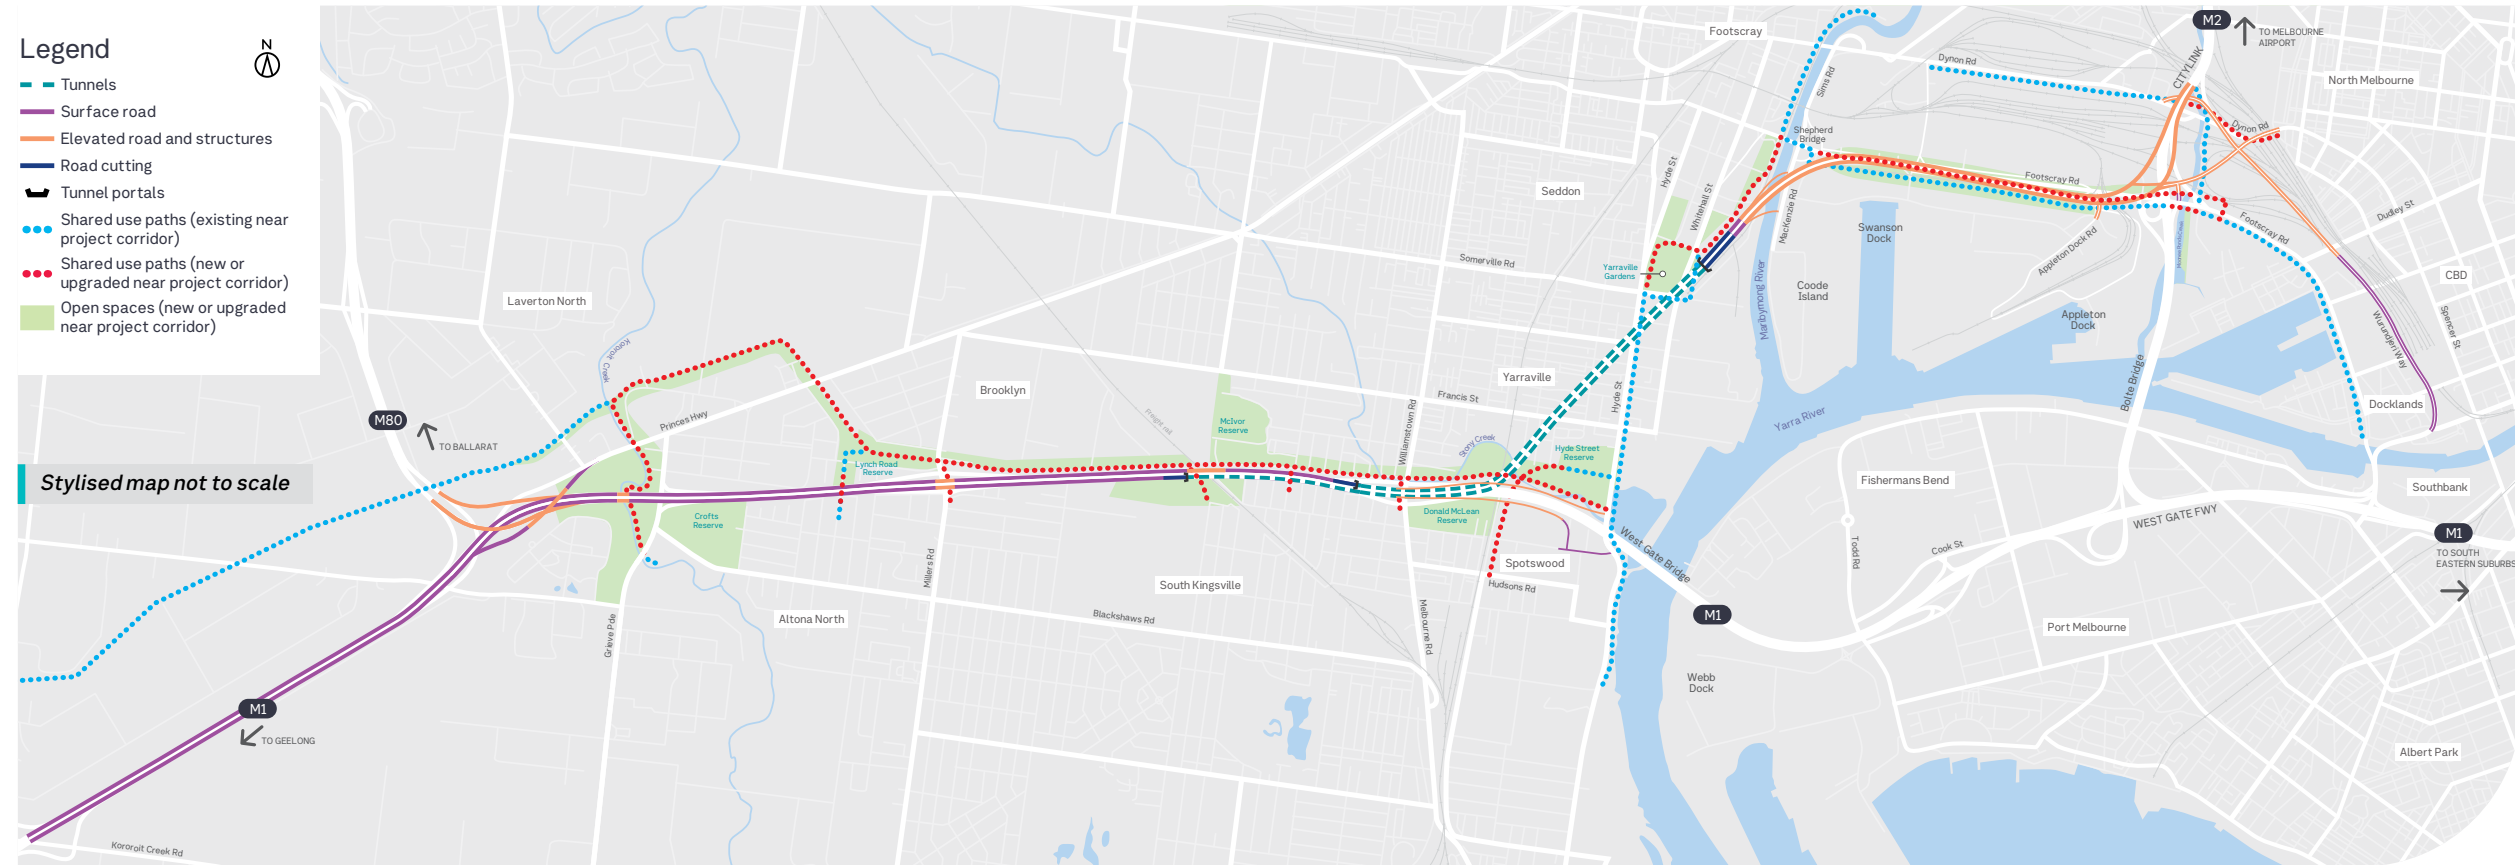 Legend
N
Tunnels
Surface road
Elevated road and structures
Road cutting
Tunnel portals
Shared use paths (existing near
project corridor)
Shared use paths (new or
upgraded near project corridor)
Open spaces (new or upgraded
near project corridor)
Stylised map not to scale
M80
TO BALLARAT
M1
TO GEELONG
Kororoit Creek Rd
Laverton North
Kororoit
Creek
Princes Hwy
Lynch Road
Reserve
Crofts
Reserve
Grieve Pde
Altona North
Millers Rd
Brooklyn
Freight rail
McIvor
Reserve
South Kingsville
Blackshaws Rd
Williamstown Rd
Melbourne Rd
Francis St
Somerville Rd
Stony Creek
Hyde Street
Reserve
Donald McLean
Reserve
Spotswood
Hudsons Rd
Yarraville
Seddon
Footscray
Hyde St
Whitehall St
Yarraville
Gardens
Hyde St
Sims Rd
Shepherd
Bridge
MacKenzie Rd
Maribyrnong River
Coode
Island
Swanson
Dock
Footscray Rd
Dynon Rd
CITYLINK
M2
TO MELBOURNE
AIRPORT
North Melbourne
Dynon Rd
Dudley St
Footscray Rd
Appleton Dock Rd
Appleton
Dock
CBD
Spencer St
Wurundjeri Way
Docklands
Bolte Bridge
Yarra River
Fishermans Bend
West Gate Bridge
M1
Webb
Dock
Todd Rd
Cook St
WEST GATE FWY
Port Melbourne
Southbank
M1
TO SOUTH
EASTERN SUBURBS
Albert Park